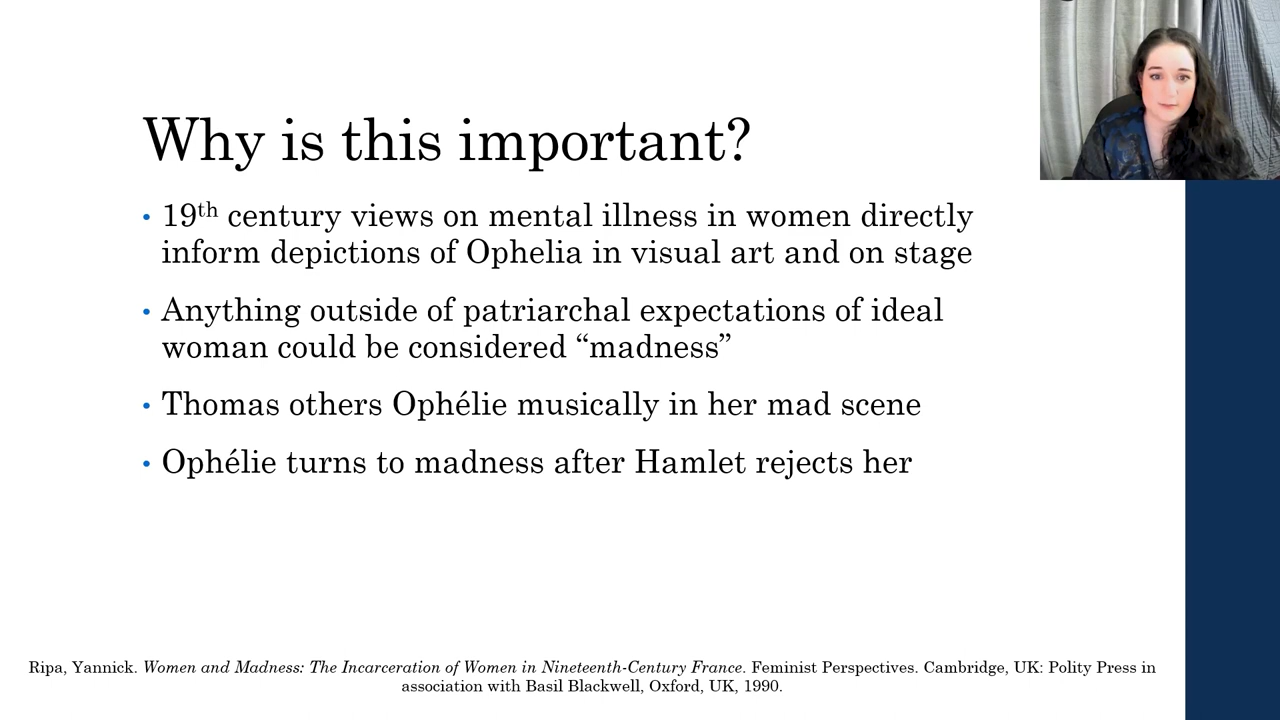 Why is this important?
• 19th century views on mental illness in women directly
inform depictions of Ophelia in visual art and on stage
• Anything outside of patriarchal expectations of ideal
woman could be considered “madness”
• Thomas others Ophélie musically in her mad scene
• Ophélie turns to madness after Hamlet rejects her
Ripa, Yannick. Women and Madness: The Incarceration of Women in Nineteenth-Century France. Feminist Perspectives. Cambridge, UK: Polity Press in
association with Basil Blackwell, Oxford, UK, 1990.